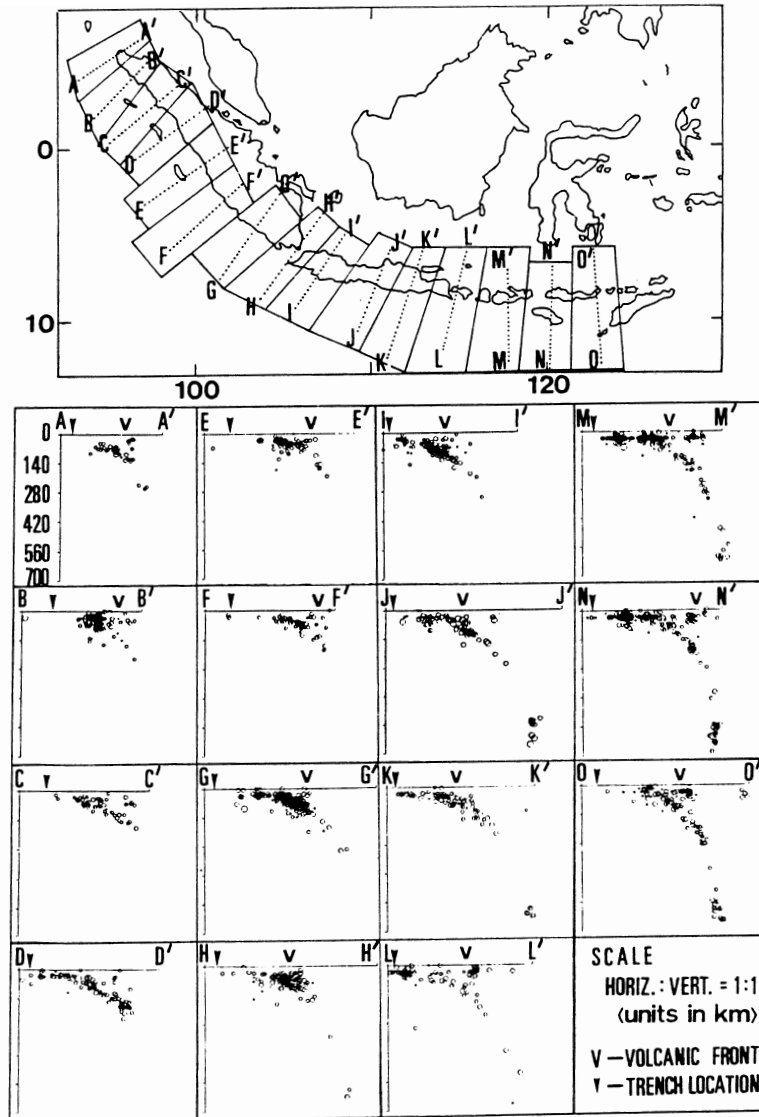 A'
B'
C'
D'
A
B
C
D
E'
F'
G'
H'
I'
E
F
J' K' L'
M' N' O'
G
H
I
J
K
L
M
N
O
0
10
100
120
A V A'
E V E'
I V I'
M V M'
0
140
280
420
560
700
B V B'
F V F'
J V J'
N V N'
C C'
G V G'
K V K'
O V O'
D D'
H V H'
L V L'
SCALE
HORIZ. : VERT. = 1:1
(units in km)
V — VOLCANIC FRONT
▼ — TRENCH LOCATION